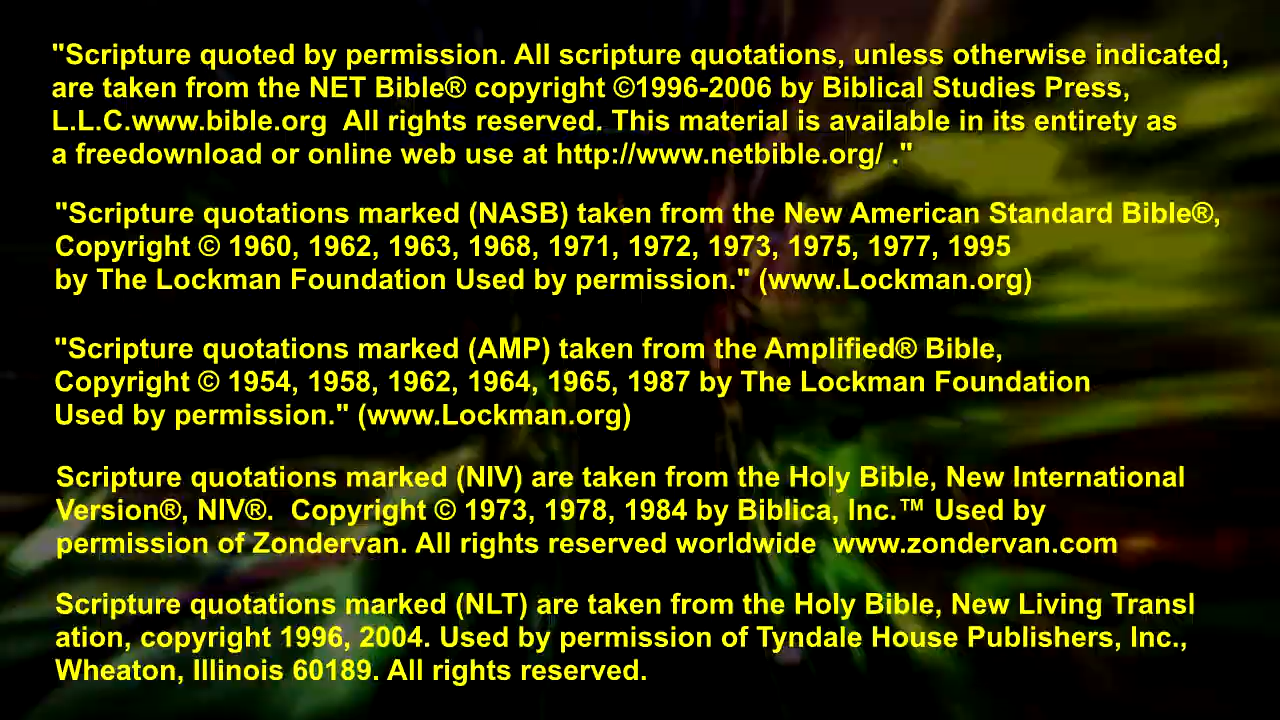 "Scripture quoted by permission. All scripture quotations, unless otherwise indicated,
are taken from the NET Bible® copyright ©1996-2006 by Biblical Studies Press,
L.L.C.www.bible.org  All rights reserved. This material is available in its entirety as
a freedownload or online web use at http://www.netbible.org/ ."
"Scripture quotations marked (NASB) taken from the New American Standard Bible®,
Copyright © 1960, 1962, 1963, 1968, 1971, 1972, 1973, 1975, 1977, 1995
by The Lockman Foundation Used by permission." (www.Lockman.org)
"Scripture quotations marked (AMP) taken from the Amplified® Bible,
Copyright © 1954, 1958, 1962, 1964, 1965, 1987 by The Lockman Foundation
Used by permission." (www.Lockman.org)
Scripture quotations marked (NIV) are taken from the Holy Bible, New International
Version®, NIV®.  Copyright © 1973, 1978, 1984 by Biblica, Inc.™ Used by
permission of Zondervan. All rights reserved worldwide  www.zondervan.com
Scripture quotations marked (NLT) are taken from the Holy Bible, New Living Transl
ation, copyright 1996, 2004. Used by permission of Tyndale House Publishers, Inc.,
Wheaton, Illinois 60189. All rights reserved.